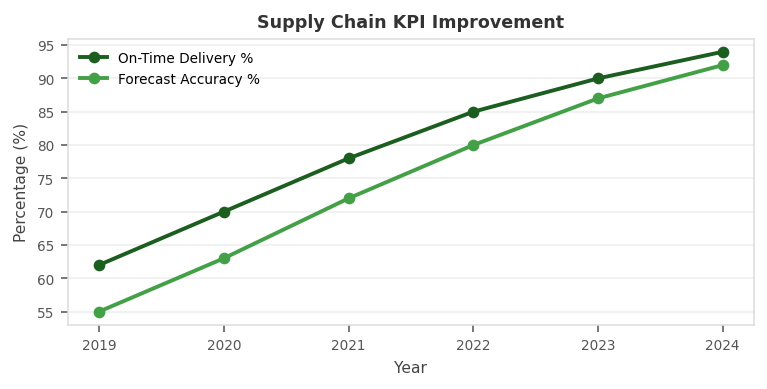 Supply Chain KPI Improvement
95
90
85
80
75
70
65
60
55
Percentage (%)
On-Time Delivery %
Forecast Accuracy %
2019 2020 2021 2022 2023 2024
Year